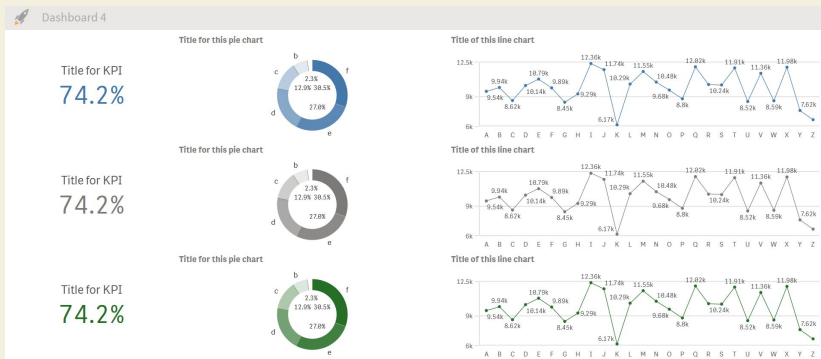 Dashboard 4
Title for KPI
74.2%
Title for this pie chart
b
c
f
d
e
2.3%
12.9% 30.5%
27.0%
Title of this line chart
12.5k
9k
6k
9.54k
9.94k
8.62k
10.79k
10.14k
9.89k
8.45k
9.29k
12.36k
11.74k
6.17k
10.29k
11.55k
10.48k
9.68k
8.8k
12.02k
10.24k
11.91k
8.52k
11.36k
8.59k
11.98k
7.62k
A B C D E F G H I J K L M N O P Q R S T U V W X Y Z
Title for KPI
74.2%
Title for this pie chart
b
c
f
d
e
2.3%
12.9% 30.5%
27.0%
Title of this line chart
12.5k
9k
6k
9.54k
9.94k
8.62k
10.79k
10.14k
9.89k
8.45k
9.29k
12.36k
11.74k
6.17k
10.29k
11.55k
10.48k
9.68k
8.8k
12.02k
10.24k
11.91k
8.52k
11.36k
8.59k
11.98k
7.62k
A B C D E F G H I J K L M N O P Q R S T U V W X Y Z
Title for KPI
74.2%
Title for this pie chart
b
c
f
d
e
2.3%
12.9% 30.5%
27.0%
Title of this line chart
12.5k
9k
6k
9.54k
9.94k
8.62k
10.79k
10.14k
9.89k
8.45k
9.29k
12.36k
11.74k
6.17k
10.29k
11.55k
10.48k
9.68k
8.8k
12.02k
10.24k
11.91k
8.52k
11.36k
8.59k
11.98k
7.62k
A B C D E F G H I J K L M N O P Q R S T U V W X Y Z